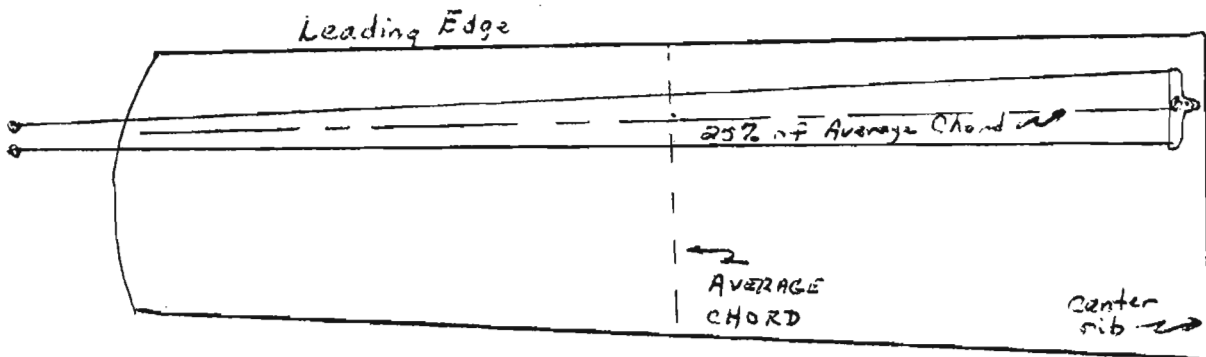 Leading Edge
25% of Average Chord
AVERAGE
CHORD
center
rib